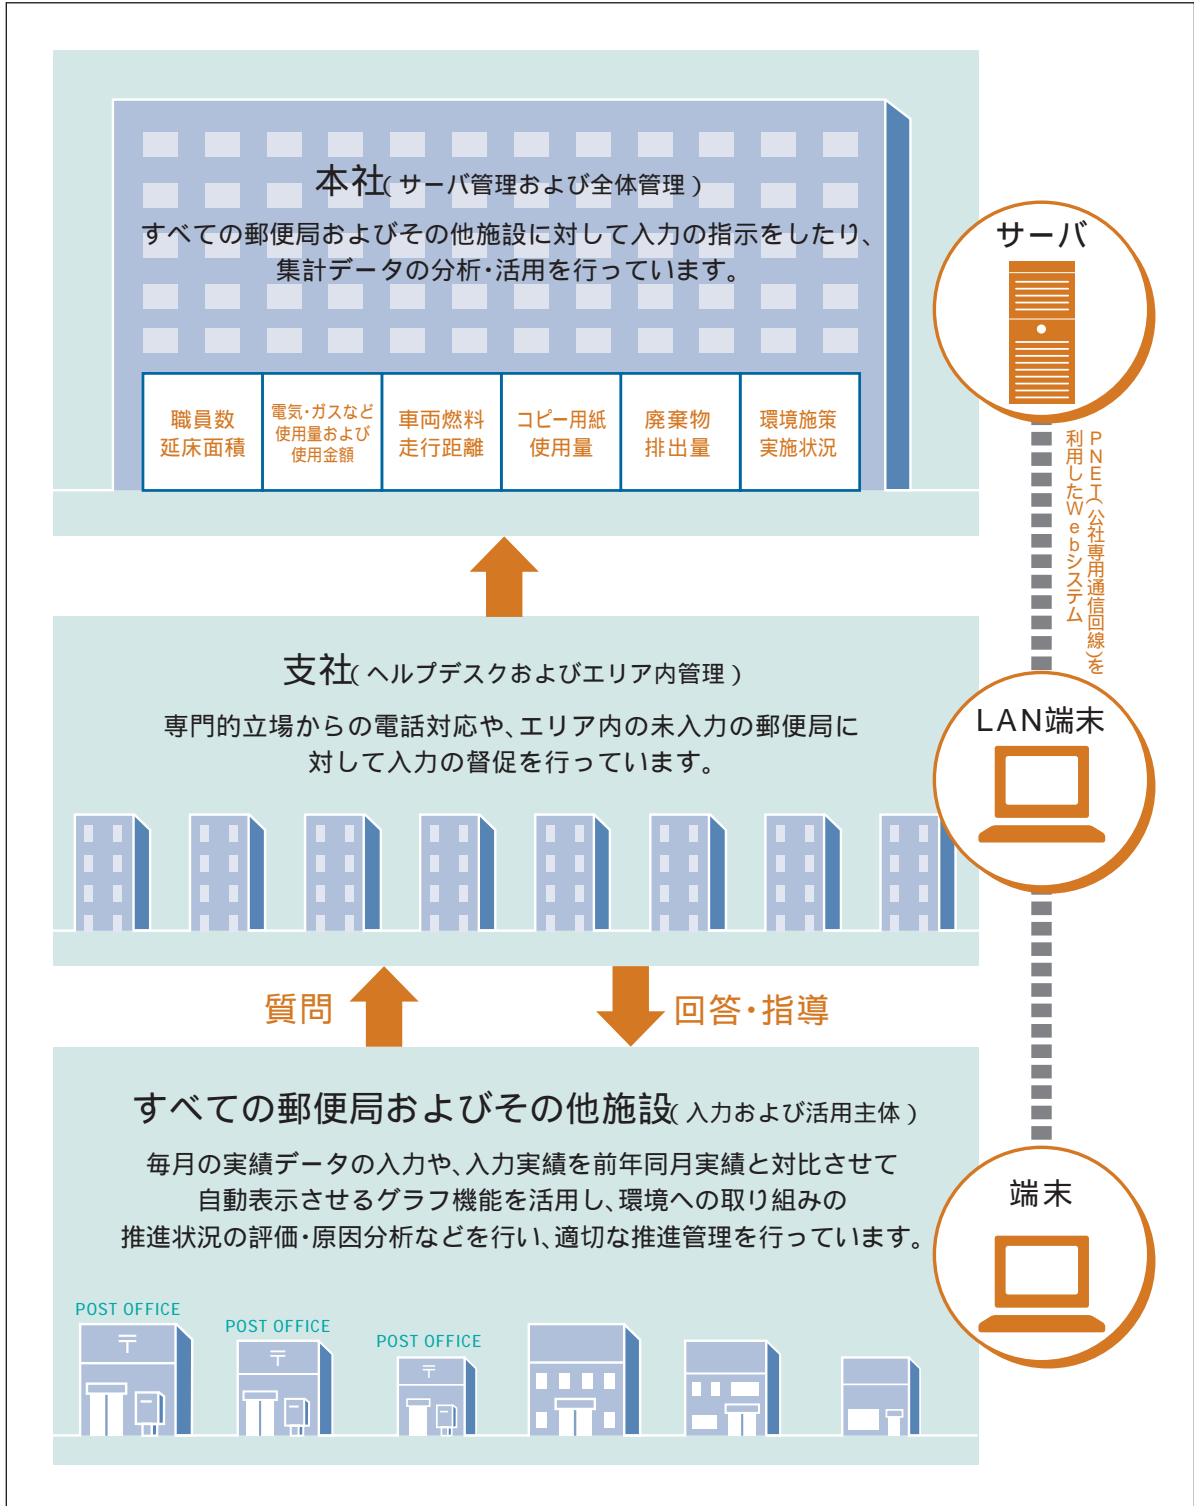 本社(サーバ管理および全体管理)
すべての郵便局およびその他施設に対して入力の指示をしたり、
集計データの分析・活用を行っています。
職員数
延床面積
電気・ガスなど
使用量および
使用金額
車両燃料
走行距離
コピー用紙
使用量
廃棄物
排出量
環境施策
実施状況
サーバ
PNET(公社専用通信回線)を
利用したWebシステム
支社(ヘルプデスクおよびエリア内管理)
専門的立場からの電話対応や、エリア内の未入力の郵便局に
対して入力の督促を行っています。
LAN端末
質問
回答・指導
すべての郵便局およびその他施設(入力および活用主体)
毎月の実績データの入力や、入力実績を前年同月実績と対比させて
自動表示させるグラフ機能を活用し、環境への取り組みの
推進状況の評価・原因分析などを行い、適切な推進管理を行っています。
端末
POST OFFICE
POST OFFICE
POST OFFICE
〒
〒
〒